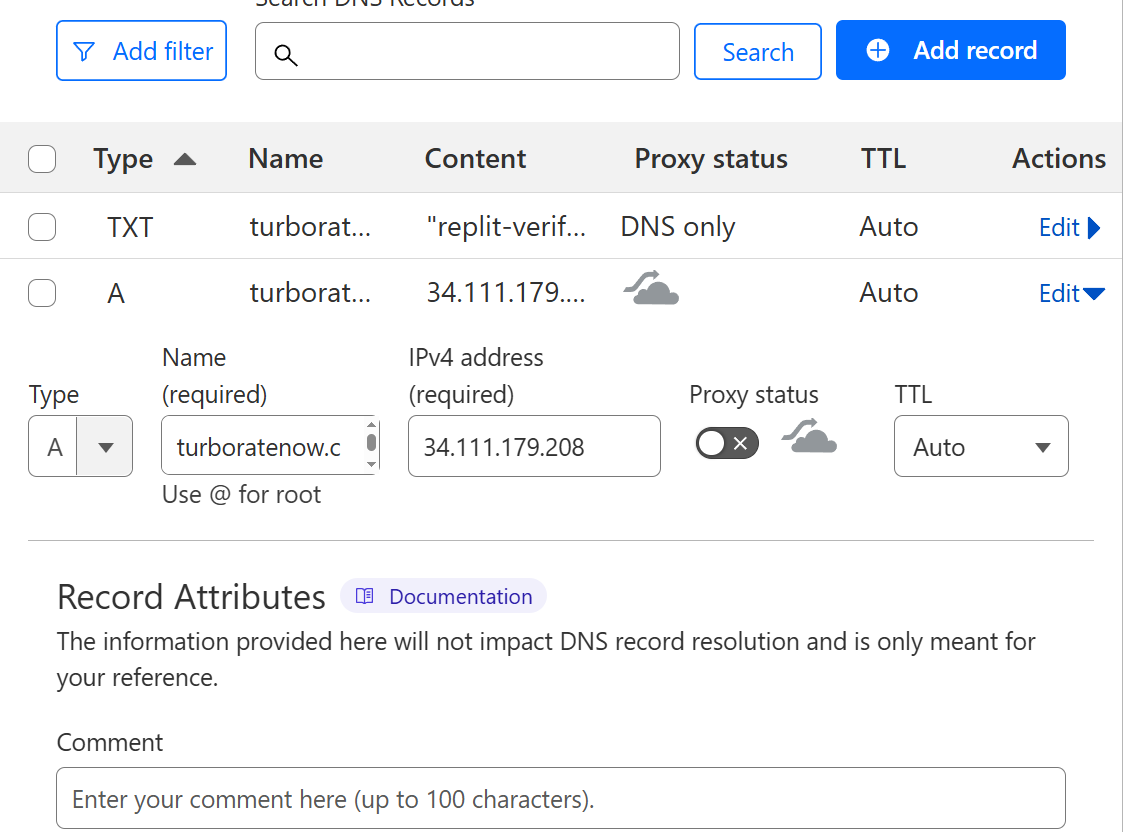 Search DNS Records
Add filter
Search
Add record
Type Name Content Proxy status TTL Actions
TXT turborat... "replit-verif... DNS only Auto Edit
A turborat... 34.111.179.... Auto Edit
Name
(required)
IPv4 address
(required)
Type
Proxy status
TTL
A
turboratenow.c
34.111.179.208
Auto
Use @ for root
Record Attributes
Documentation
The information provided here will not impact DNS record resolution and is only meant for
your reference.
Comment
Enter your comment here (up to 100 characters).